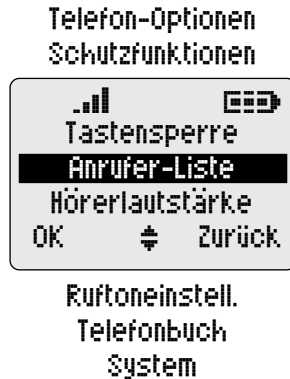 Telefon-Optionen
Schutzfunktionen
Tastensperre
Anrufer-Liste
Hörerlautstärke
OK Zurück
Ruftoneinstell.
Telefonbuch
System